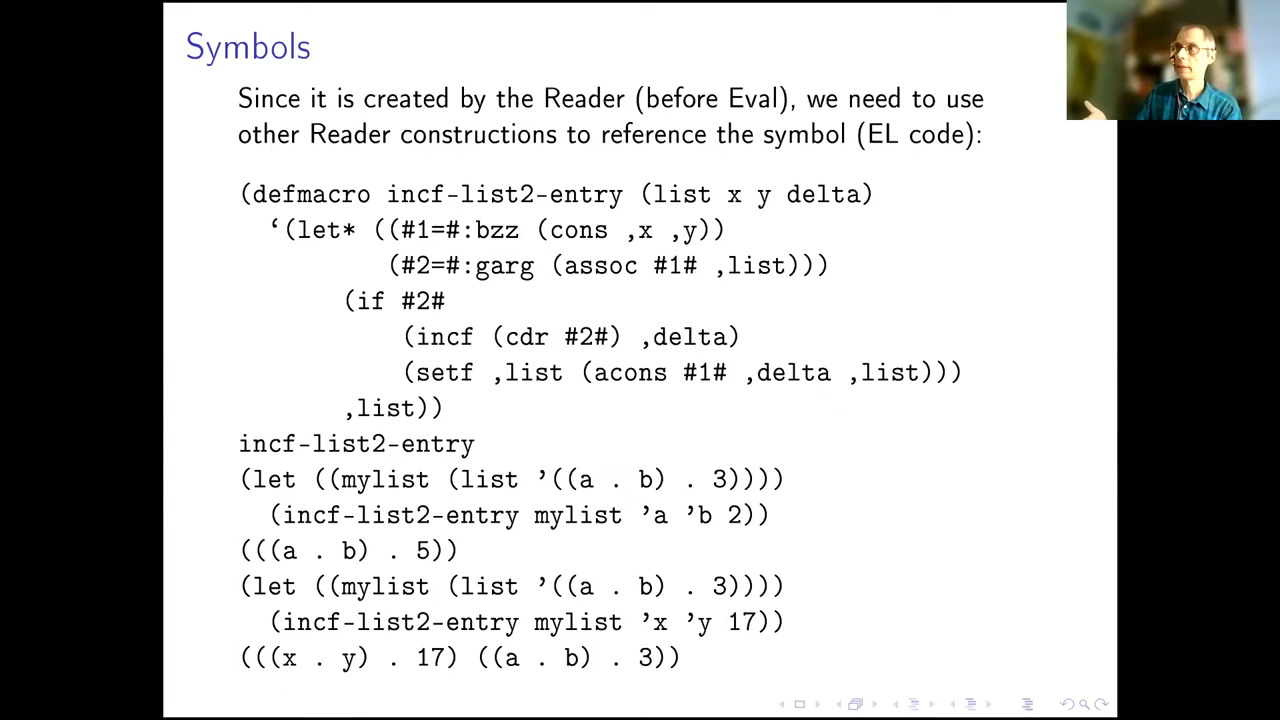 Symbols
Since it is created by the Reader (before Eval), we need to use
other Reader constructions to reference the symbol (EL code):
(defmacro incf-list2-entry (list x y delta)
‘(let* ((#1=#:bzz (cons ,x ,y))
(#2=#:garg (assoc #1# ,list)))
(if #2#
(incf (cdr #2#) ,delta)
(setf ,list (acons #1# ,delta ,list)))
,list))
incf-list2-entry
(let ((mylist (list ’((a . b) . 3))))
(incf-list2-entry mylist ’a ’b 2))
(((a . b) . 5))
(let ((mylist (list ’((a . b) . 3))))
(incf-list2-entry mylist ’x ’y 17))
(((x . y) . 17) ((a . b) . 3))